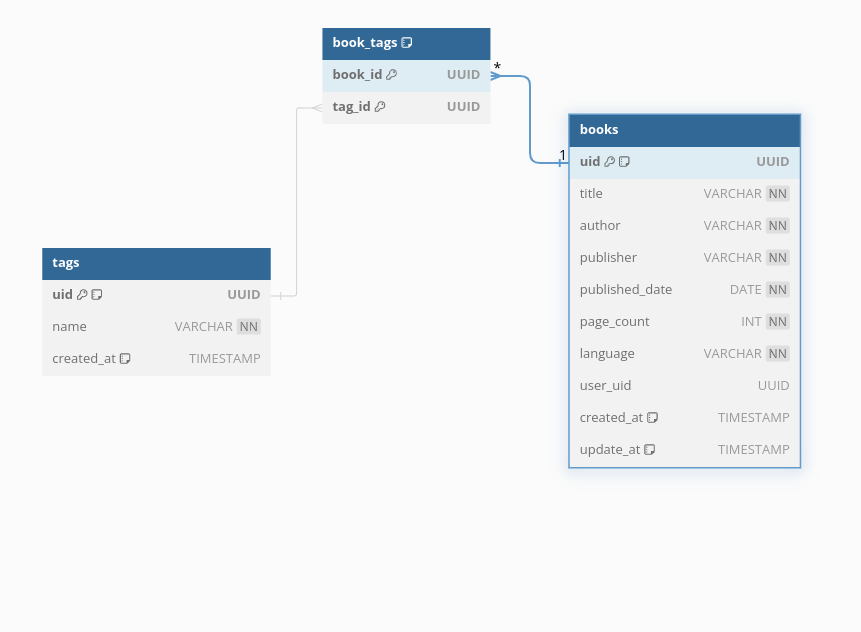 book_tags
book_id UUID
tag_id UUID
*
1
books
uid UUID
title VARCHAR NN
author VARCHAR NN
publisher VARCHAR NN
published_date DATE NN
page_count INT NN
language VARCHAR NN
user_uid UUID
created_at TIMESTAMP
update_at TIMESTAMP
tags
uid UUID
name VARCHAR NN
created_at TIMESTAMP